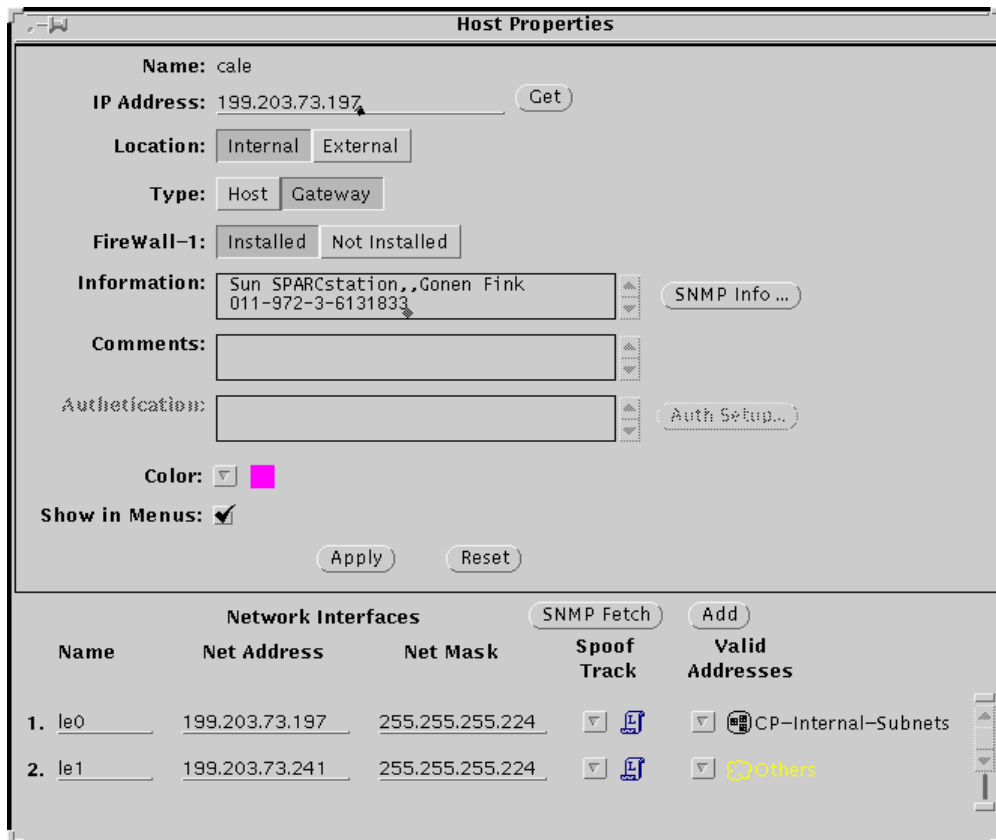 Host Properties
Name: cale
IP Address: 199.203.73.197 Get
Location: Internal External
Type: Host Gateway
FireWall-1: Installed Not Installed
Information: Sun SPARCstation,,Gonen Fink
011-972-3-6131833
SNMP Info ...
Comments:
Authetication: Auth Setup...
Color:
Show in Menus:
Apply Reset
Network Interfaces SNMP Fetch Add
Name Net Address Net Mask Spoof Track Valid Addresses
1. le0 199.203.73.197 255.255.255.224 L CP-Internal-Subnets
2. le1 199.203.73.241 255.255.255.224 L Others